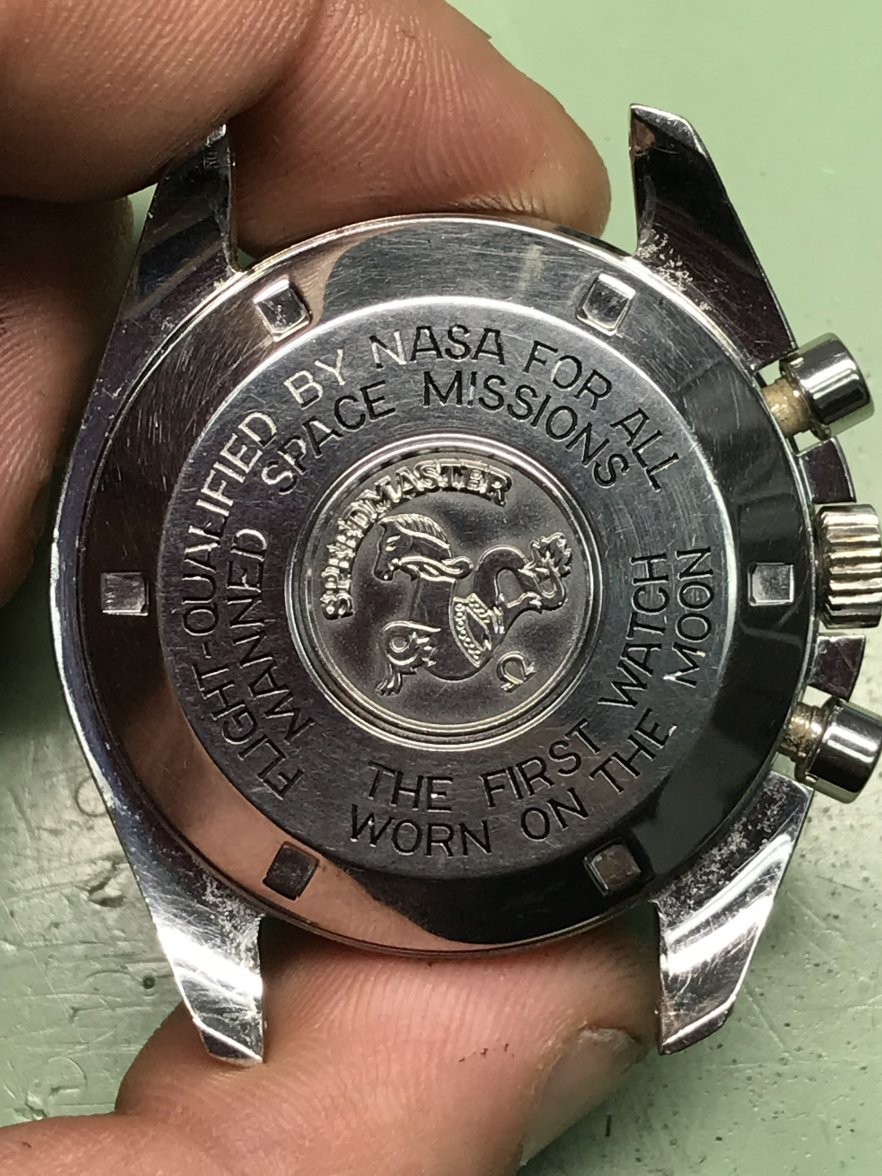 FLIGHT-QUALIFIED BY NASA FOR ALL
MANNED SPACE MISSIONS
SPEEDMASTER
Ω
THE FIRST WATCH
WORN ON THE MOON